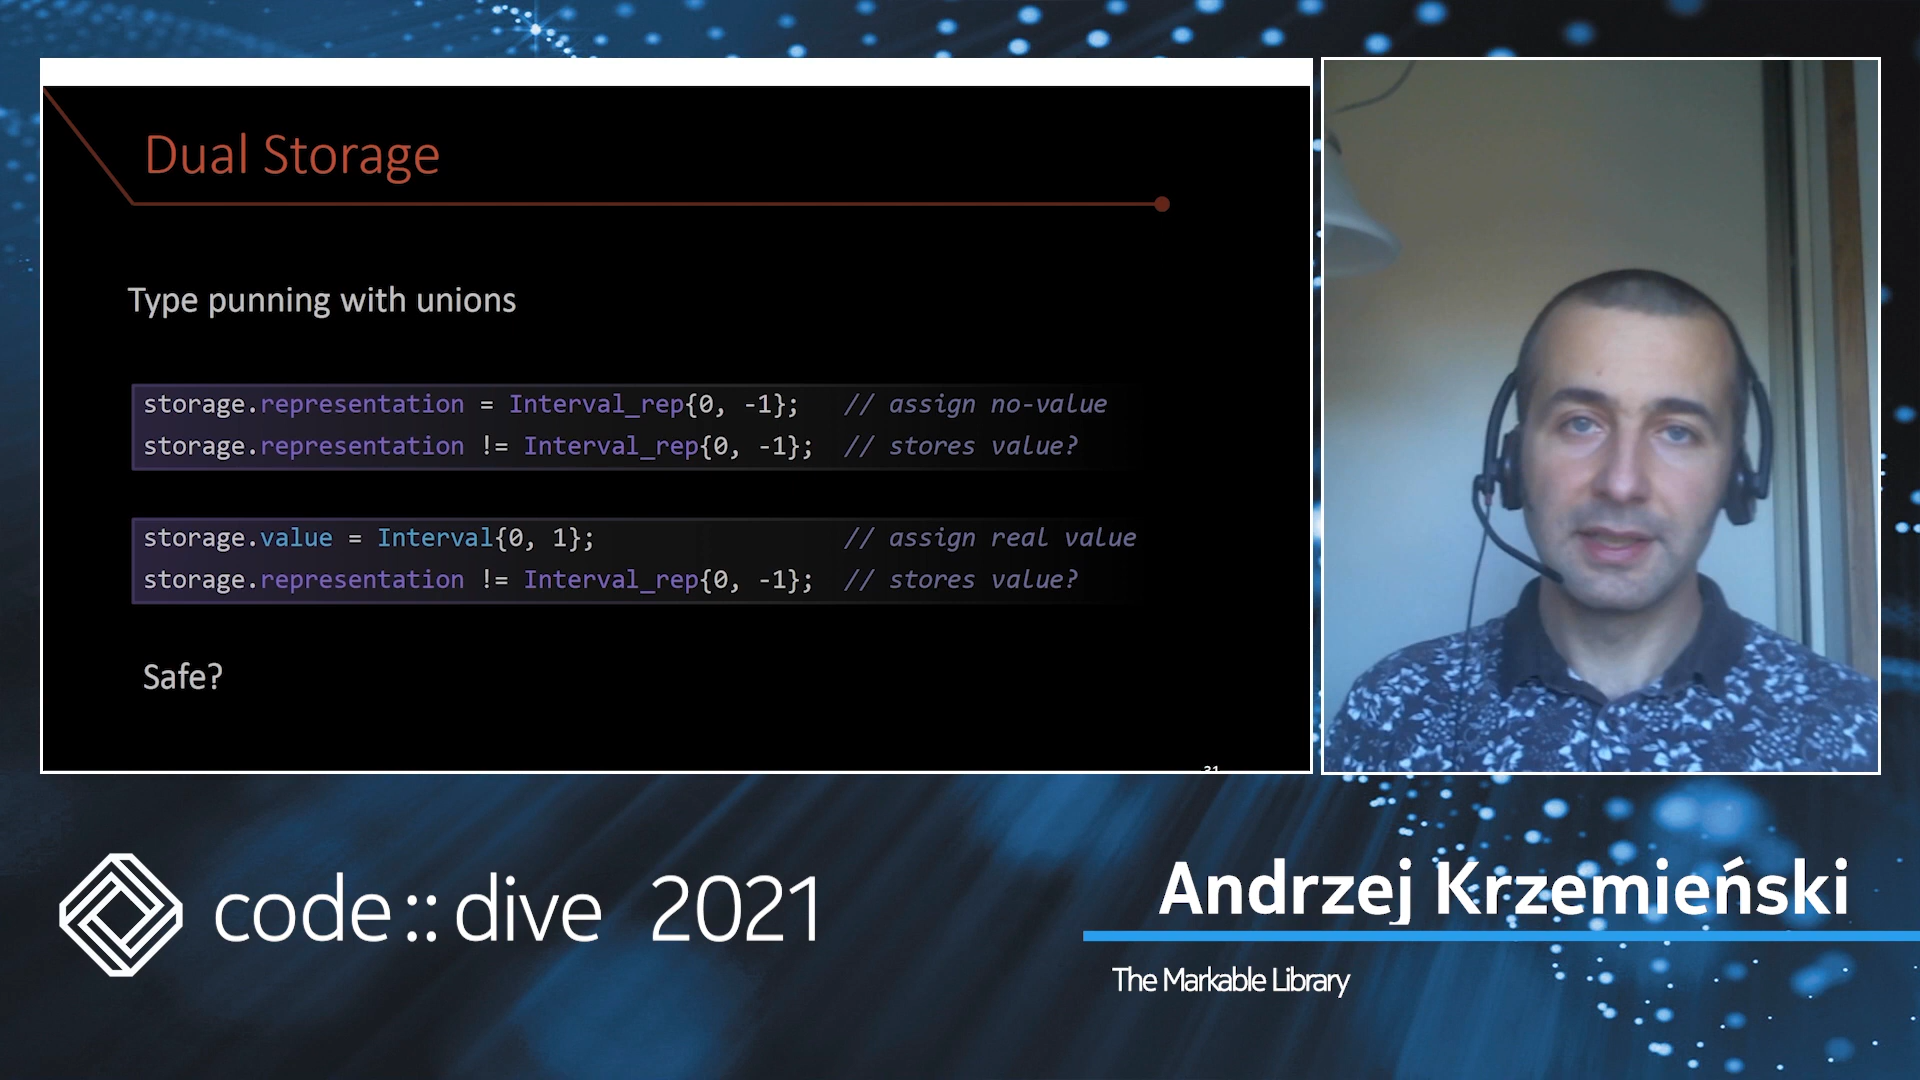 Dual Storage
Type punning with unions
storage.representation = Interval_rep{0, -1};   // assign no-value
storage.representation != Interval_rep{0, -1};  // stores value?
storage.value = Interval{0, 1};                 // assign real value
storage.representation != Interval_rep{0, -1};  // stores value?
Safe?
31
code::dive 2021
Andrzej Krzemieński
The Markable Library